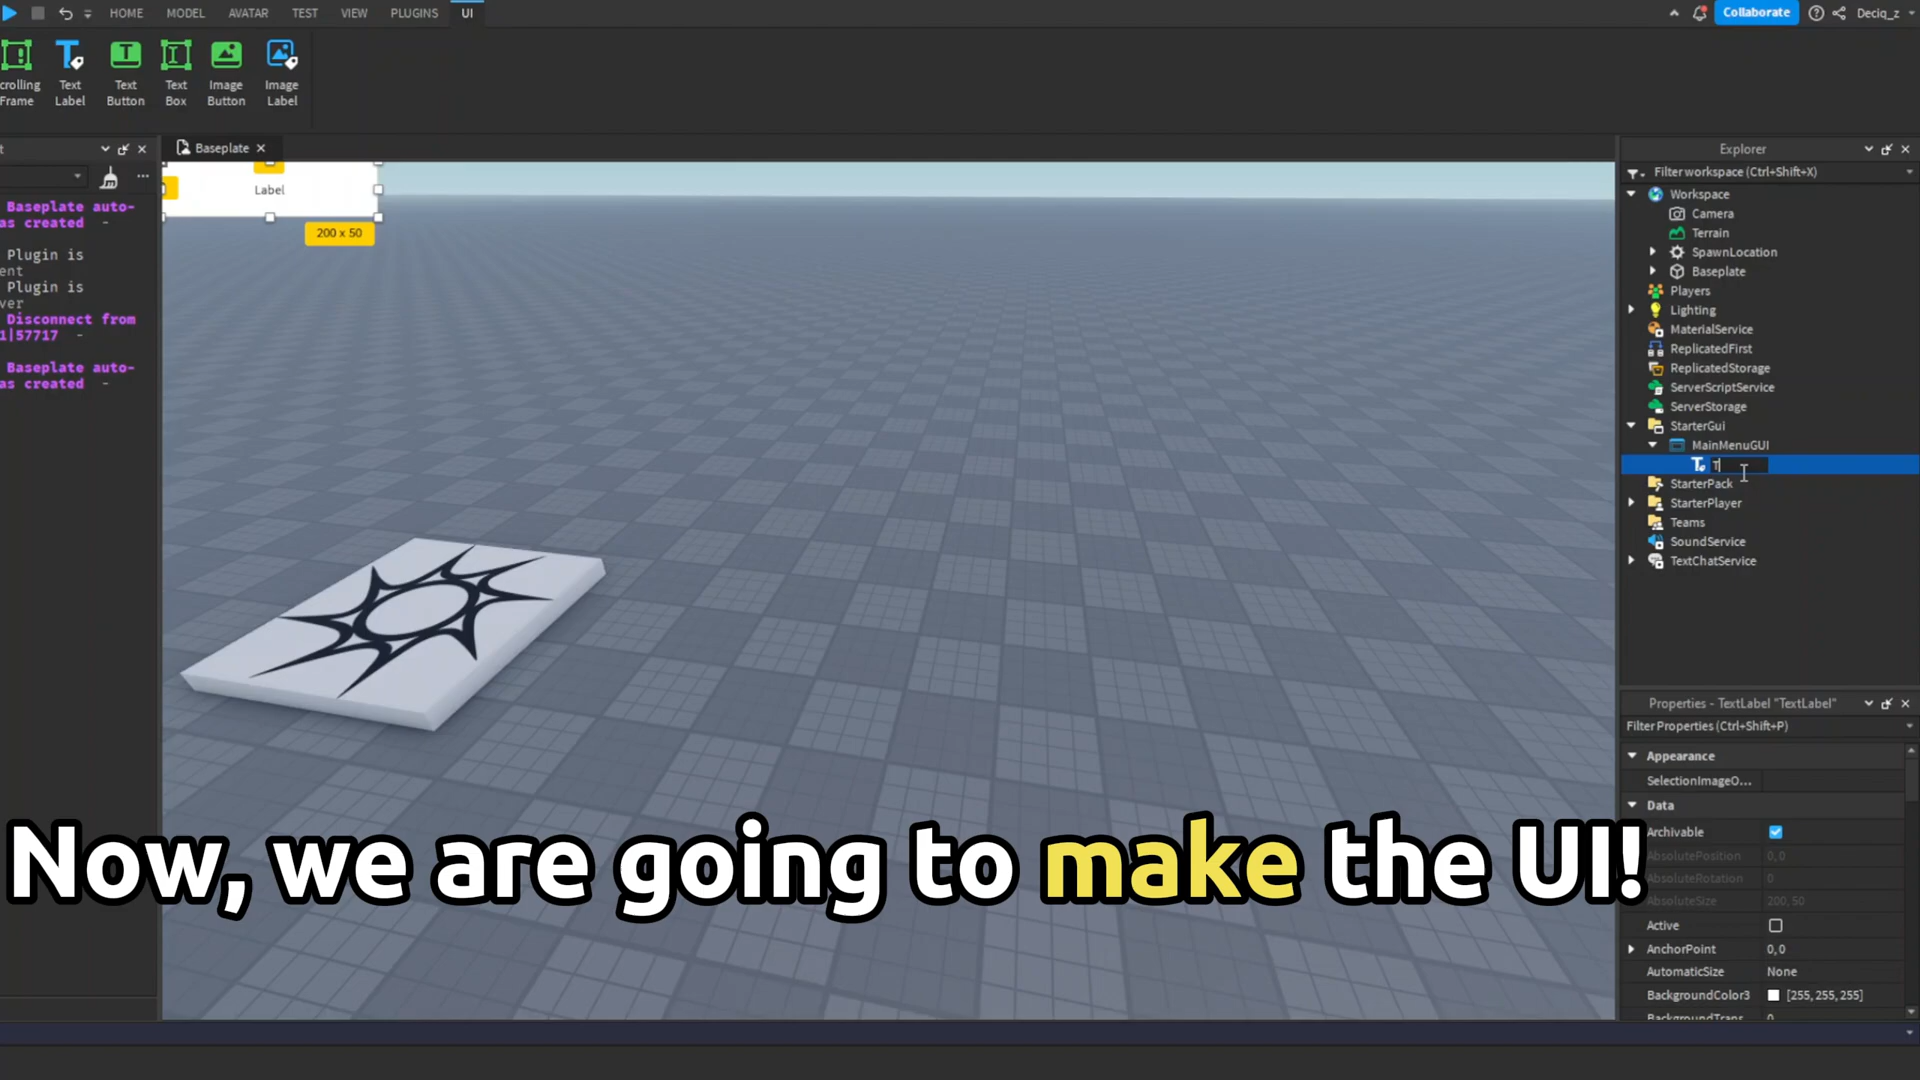 HOME MODEL AVATAR TEST VIEW PLUGINS UI
Collaborate
Deciq_z
crolling
Frame
Text
Label
Text
Button
Text
Box
Image
Button
Image
Label
t
Baseplate
Baseplate auto-
as created -
Plugin is
ent
Plugin is
ver
Disconnect from
1|57717 -
Baseplate auto-
as created -
Label
200 x 50
Explorer
Filter workspace (Ctrl+Shift+X)
Workspace
Camera
Terrain
SpawnLocation
Baseplate
Players
Lighting
MaterialService
ReplicatedFirst
ReplicatedStorage
ServerScriptService
ServerStorage
StarterGui
MainMenuGUI
T
StarterPack
StarterPlayer
Teams
SoundService
TextChatService
Properties - TextLabel "TextLabel"
Filter Properties (Ctrl+Shift+P)
Appearance
SelectionImageO...
Data
Archivable
AbsolutePosition 0, 0
AbsoluteRotation 0
AbsoluteSize 200, 50
Active
AnchorPoint 0, 0
AutomaticSize None
BackgroundColor3 [255, 255, 255]
BackgroundTrans 0
Now, we are going to make the UI!